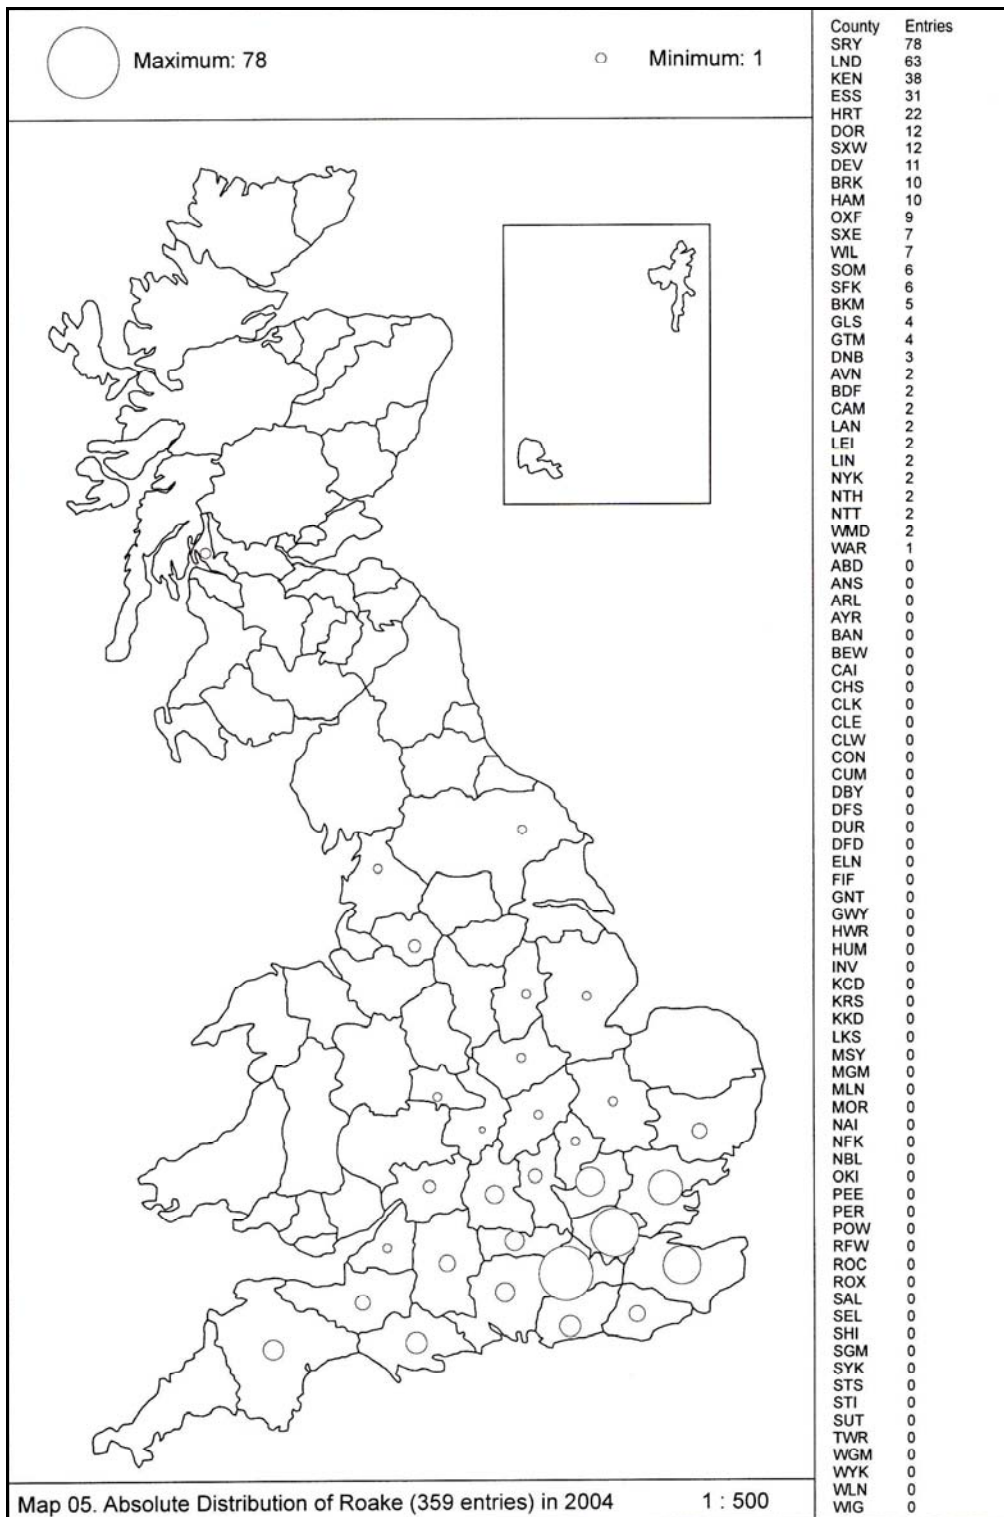 Maximum: 78
Minimum: 1
County Entries
SRY 78
LND 63
KEN 38
ESS 31
HRT 22
DOR 12
SXW 12
DEV 11
BRK 10
HAM 10
OXF 9
SXE 7
WIL 7
SOM 6
SFK 6
BKM 5
GLS 4
GTM 4
DNB 3
AVN 2
BDF 2
CAM 2
LAN 2
LEI 2
LIN 2
NYK 2
NTH 2
NTT 2
WMD 2
WAR 1
ABD 0
ANS 0
ARL 0
AYR 0
BAN 0
BEW 0
CAI 0
CHS 0
CLK 0
CLE 0
CLW 0
CON 0
CUM 0
DBY 0
DFS 0
DUR 0
DFD 0
ELN 0
FIF 0
GNT 0
GWY 0
HWR 0
HUM 0
INV 0
KCD 0
KRS 0
KKD 0
LKS 0
MSY 0
MGM 0
MLN 0
MOR 0
NAI 0
NFK 0
NBL 0
OKI 0
PEE 0
PER 0
POW 0
RFW 0
ROC 0
ROX 0
SAL 0
SEL 0
SHI 0
SGM 0
SYK 0
STS 0
STI 0
SUT 0
TWR 0
WGM 0
WYK 0
WLN 0
WIG 0
Map 05. Absolute Distribution of Roake (359 entries) in 2004 1 : 500